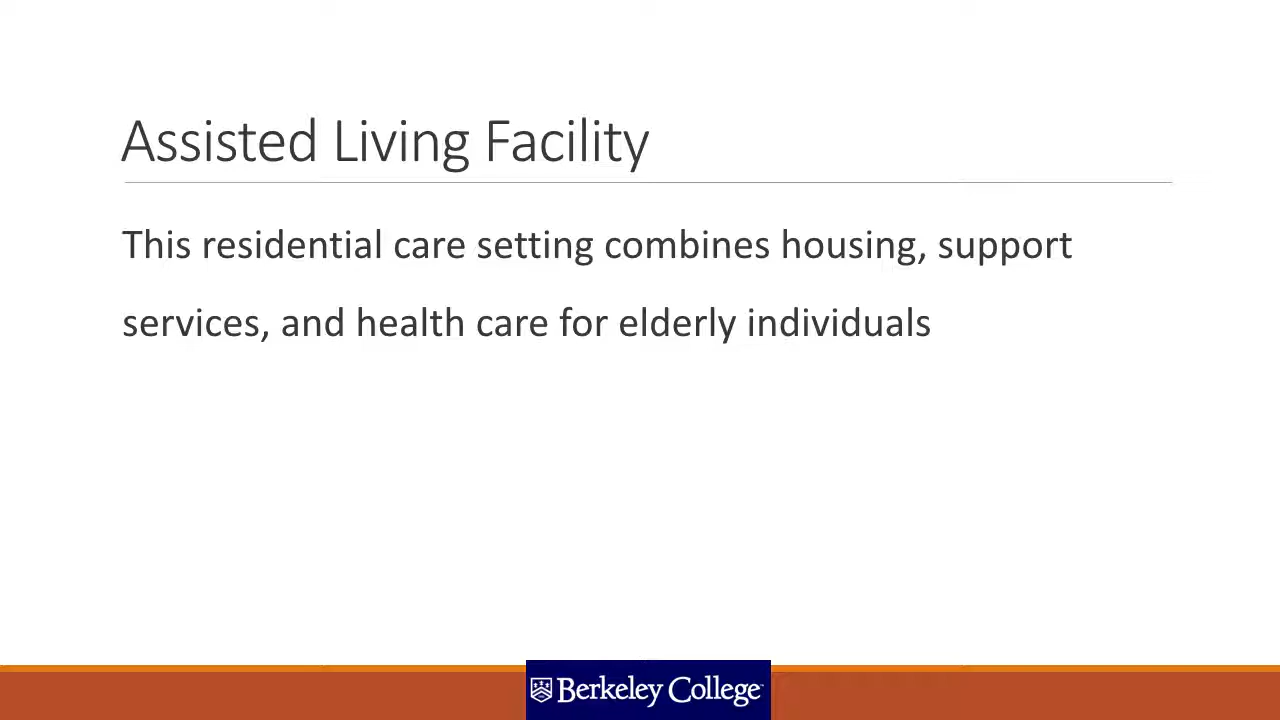 Assisted Living Facility
This residential care setting combines housing, support
services, and health care for elderly individuals
Berkeley College